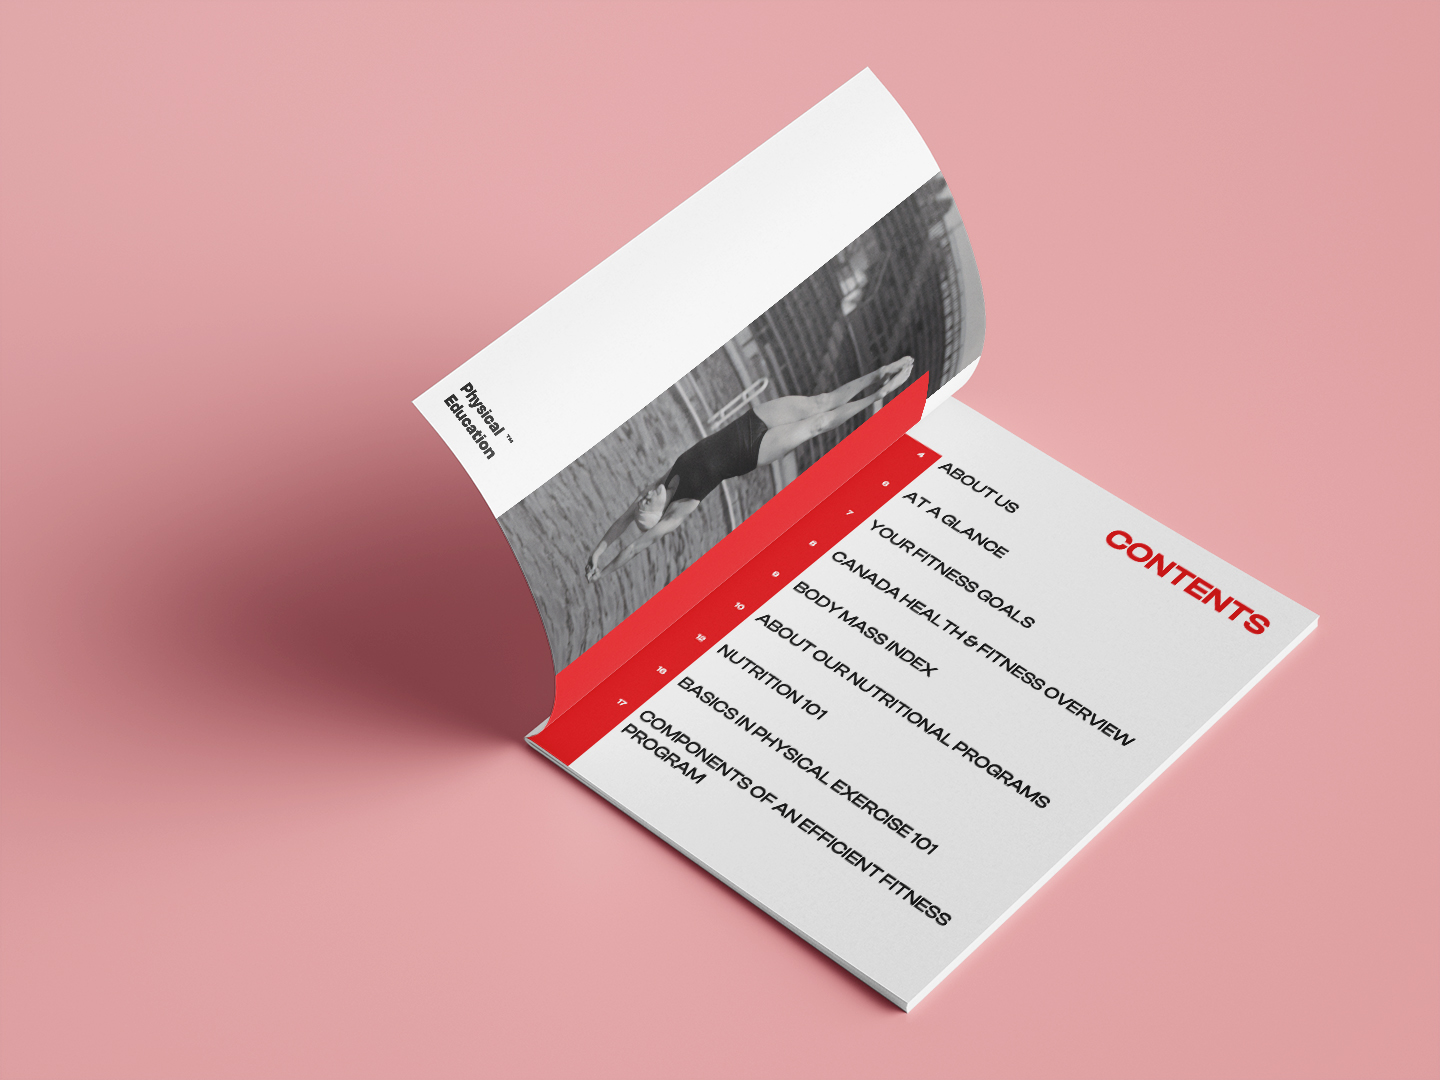 Physical
Education ™
CONTENTS
4 ABOUT US
6 AT A GLANCE
7 YOUR FITNESS GOALS
8 CANADA HEALTH & FITNESS OVERVIEW
9 BODY MASS INDEX
10 ABOUT OUR NUTRITIONAL PROGRAMS
12 NUTRITION 101
16 BASICS IN PHYSICAL EXERCISE 101
17 COMPONENTS OF AN EFFICIENT FITNESS
PROGRAM